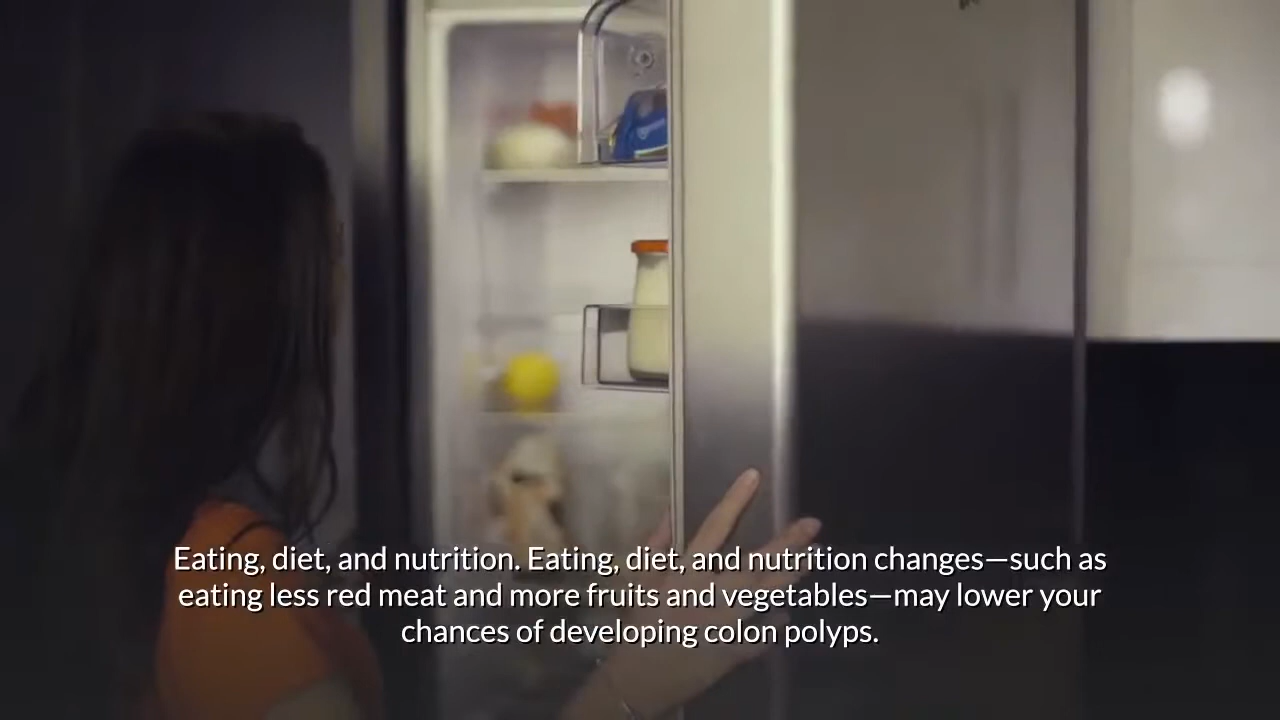 Eating, diet, and nutrition. Eating, diet, and nutrition changes—such as
eating less red meat and more fruits and vegetables—may lower your
chances of developing colon polyps.